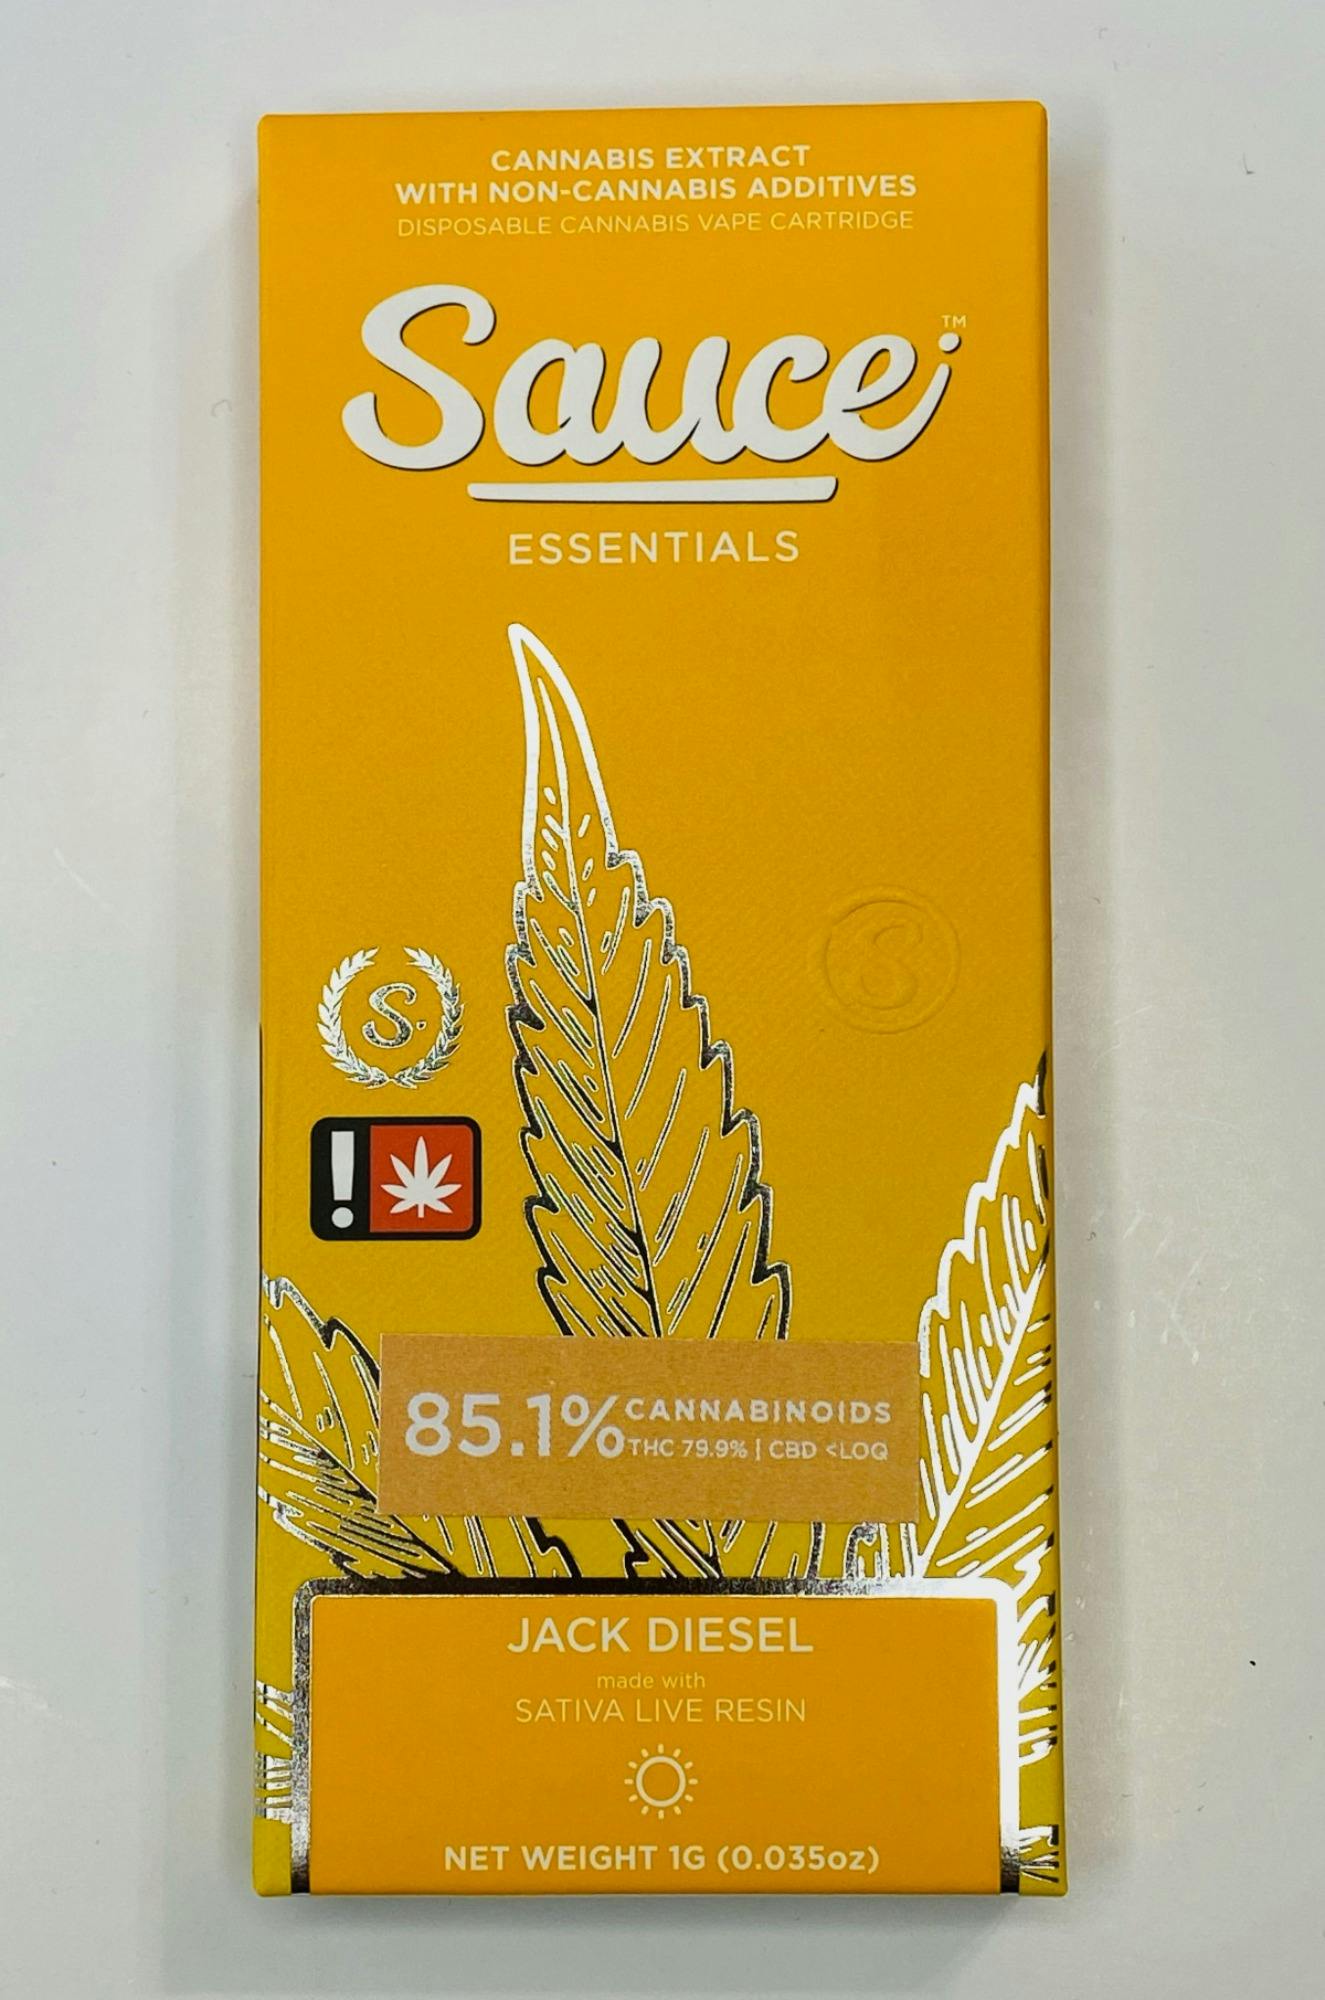 CANNABIS EXTRACT
WITH NON-CANNABIS ADDITIVES
DISPOSABLE CANNABIS VAPE CARTRIDGE
Sauce™
ESSENTIALS
S
S.
!
85.1% CANNABINOIDS
THC 79.9% | CBD <LOQ
JACK DIESEL
made with
SATIVA LIVE RESIN
NET WEIGHT 1G (0.035oz)